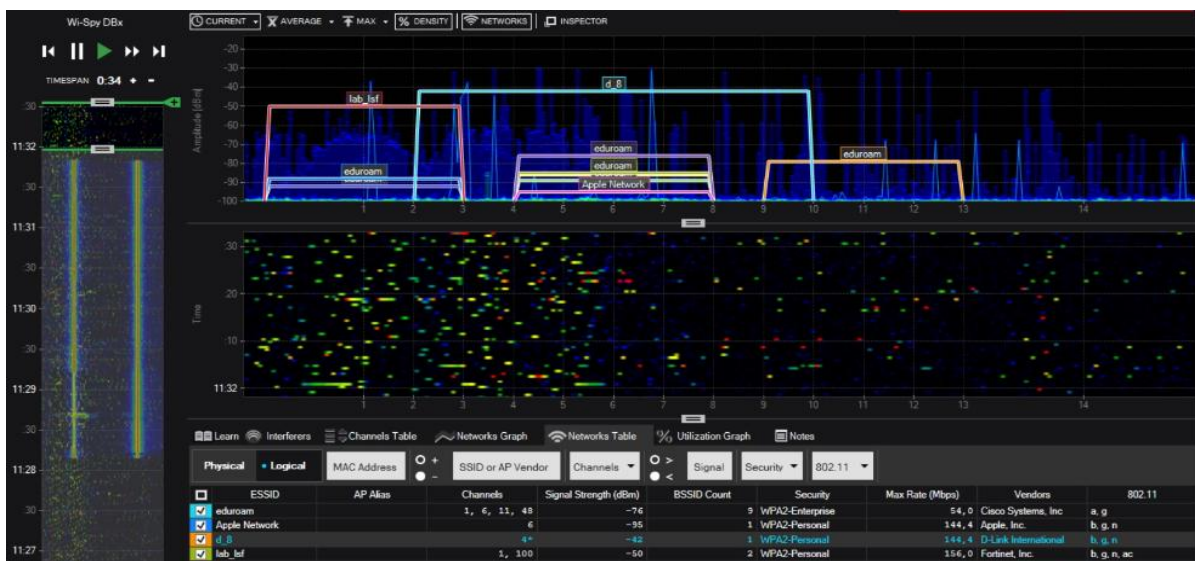 Wi-Spy DBx
CURRENT AVERAGE MAX % DENSITY NETWORKS INSPECTOR
TIMESPAN 0:34 + -
:30
11:32
:30
11:31
:30
11:30
:30
11:29
:30
11:28
:30
11:27
Amplitude [dBm]
-20
-30
-40
-50
-60
-70
-80
-90
-100
lab_lsf
d_8
eduroam
eduroam
eduroam
eduroam
Apple Network
1 2 3 4 5 6 7 8 9 10 11 12 13 14
Time
:30
:20
:10
11:32
1 2 3 4 5 6 7 8 9 10 11 12 13 14
Learn Interferers Channels Table Networks Graph Networks Table % Utilization Graph Notes
Physical Logical MAC Address + - SSID or AP Vendor Channels > < Signal Security 802.11
ESSID AP Alias Channels Signal Strength (dBm) BSSID Count Security Max Rate (Mbps) Vendors 802.11
eduroam 1, 6, 11, 48 -76 9 WPA2-Enterprise 54,0 Cisco Systems, Inc a, g
Apple Network 6 -95 1 WPA2-Personal 144,4 Apple, Inc. b, g, n
d_8 4* -42 1 WPA2-Personal 144,4 D-Link International b, g, n
lab_lsf 1, 100 -50 2 WPA2-Personal 156,0 Fortinet, Inc. b, g, n, ac